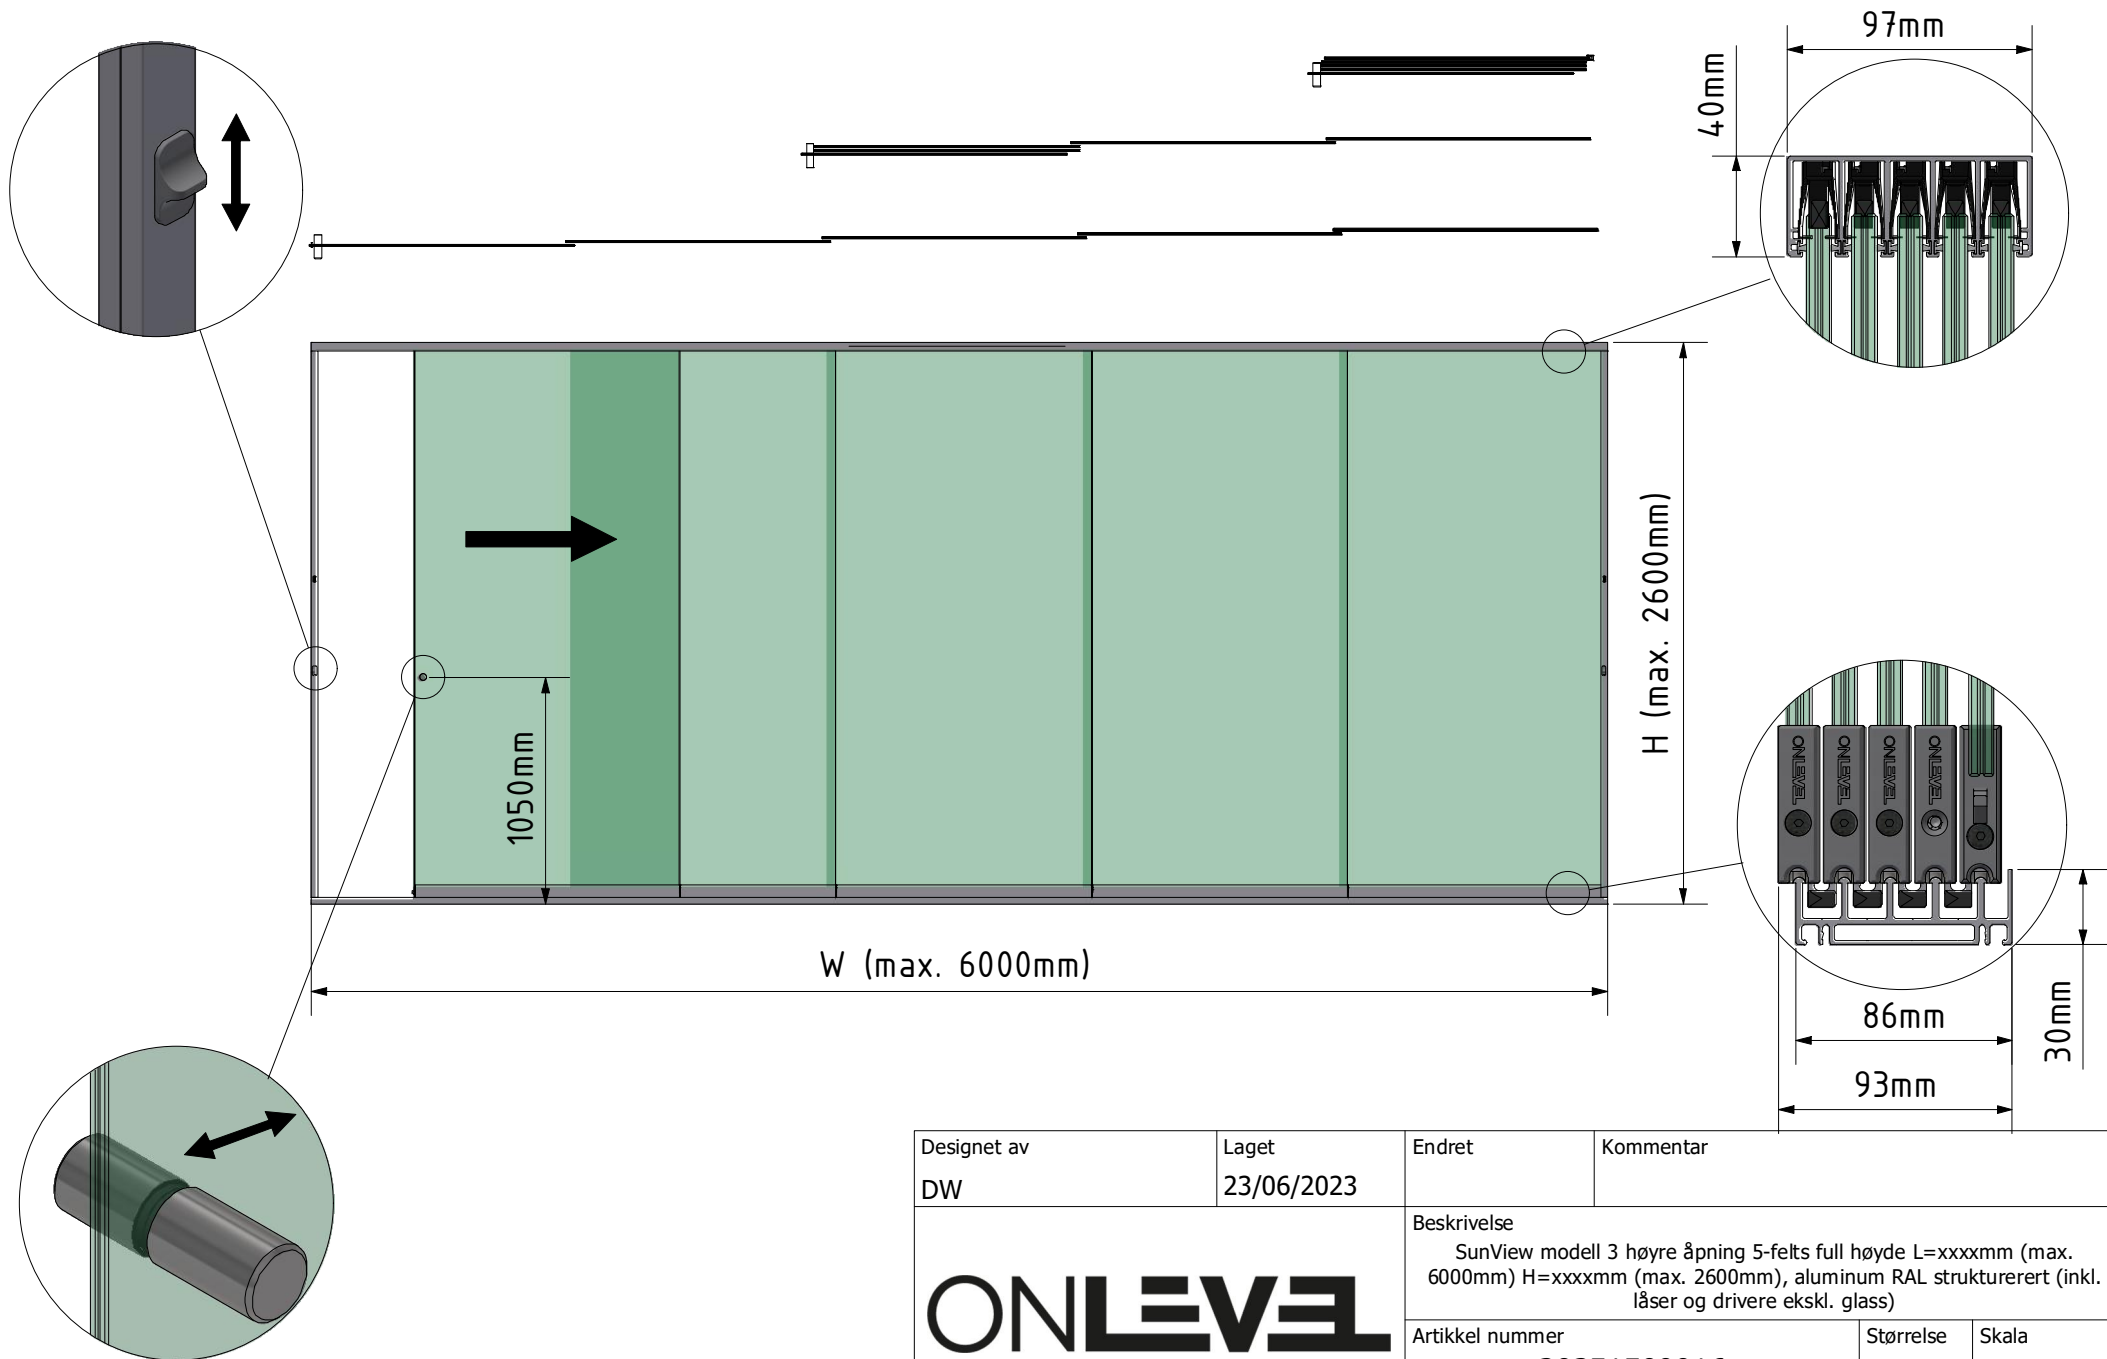 97mm
40mm
H (max. 2600mm)
1050mm
W (max. 6000mm)
ONLEVEL
ONLEVEL
ONLEVEL
ONLEVEL
86mm
30mm
93mm
Designet av
DW
Laget
23/06/2023
Endret
Kommentar
ONLEVEL
Beskrivelse
SunView modell 3 høyre åpning 5-felts full høyde L=xxxxmm (max.
6000mm) H=xxxxmm (max. 2600mm), aluminum RAL strukturerert (inkl.
låser og drivere ekskl. glass)
Artikkel nummer
Størrelse
Skala